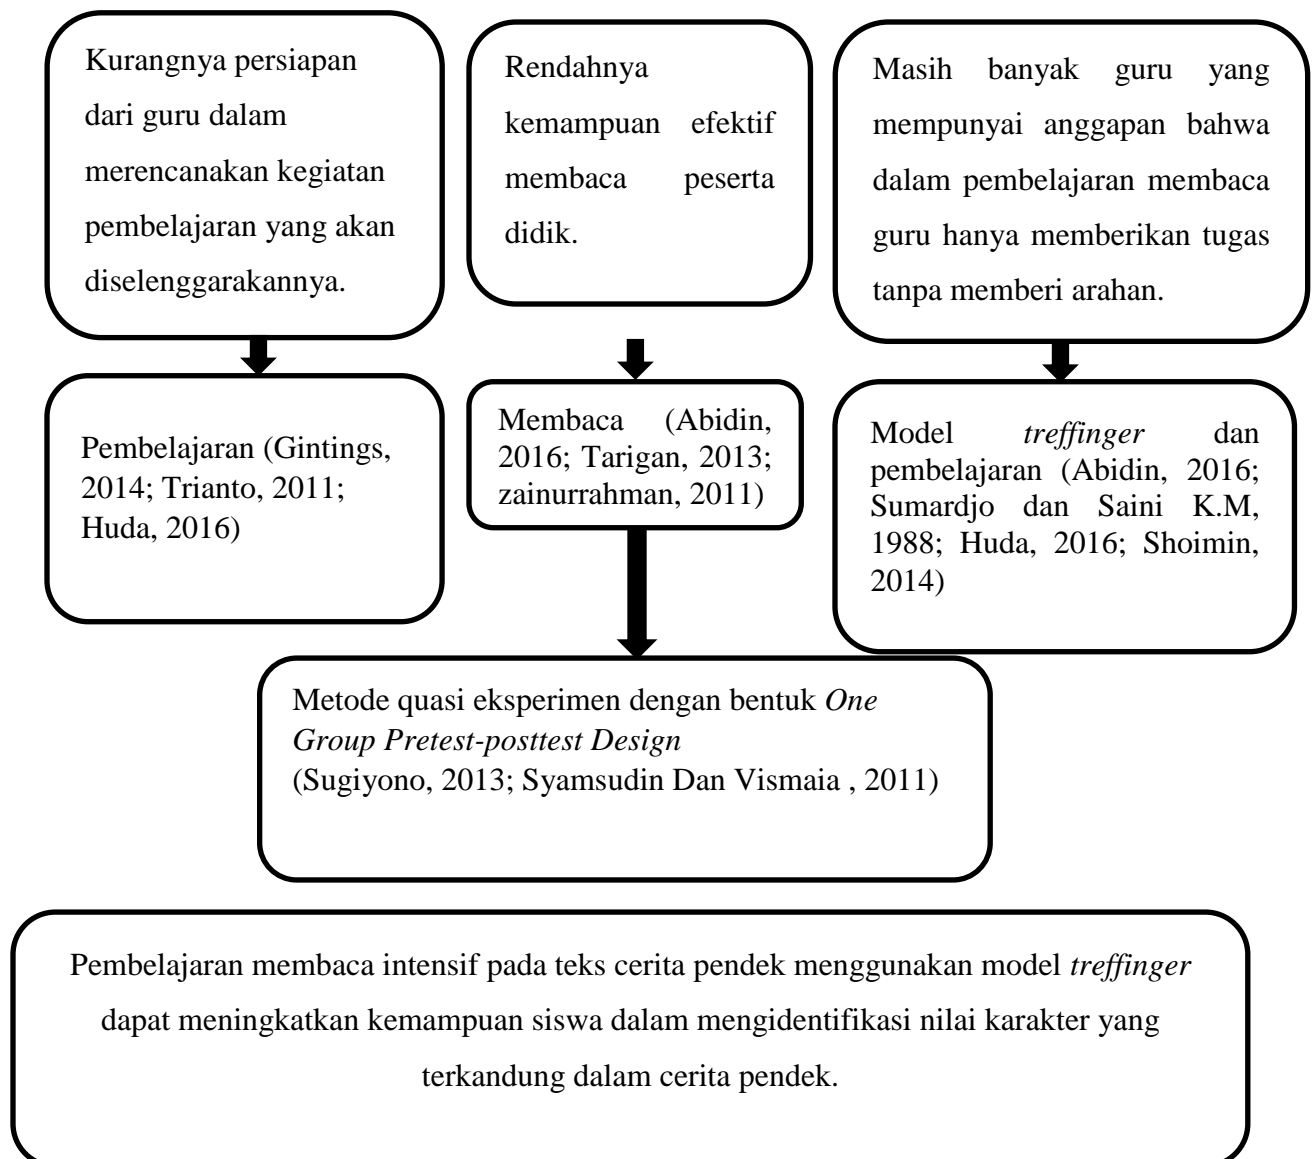 Kurangnya persiapan
dari guru dalam
merencanakan kegiatan
pembelajaran yang akan
diselenggarakannya.
Rendahnya
kemampuan efektif
membaca peserta
didik.
Masih banyak guru yang
mempunyai anggapan bahwa
dalam pembelajaran membaca
guru hanya memberikan tugas
tanpa memberi arahan.
Pembelajaran (Gintings,
2014; Trianto, 2011;
Huda, 2016)
Membaca (Abidin,
2016; Tarigan, 2013;
zainurrahman, 2011)
Model treffinger dan
pembelajaran (Abidin, 2016;
Sumardjo dan Saini K.M,
1988; Huda, 2016; Shoimin,
2014)
Metode quasi eksperimen dengan bentuk One
Group Pretest-posttest Design
(Sugiyono, 2013; Syamsudin Dan Vismaia , 2011)
Pembelajaran membaca intensif pada teks cerita pendek menggunakan model treffinger
dapat meningkatkan kemampuan siswa dalam mengidentifikasi nilai karakter yang
terkandung dalam cerita pendek.